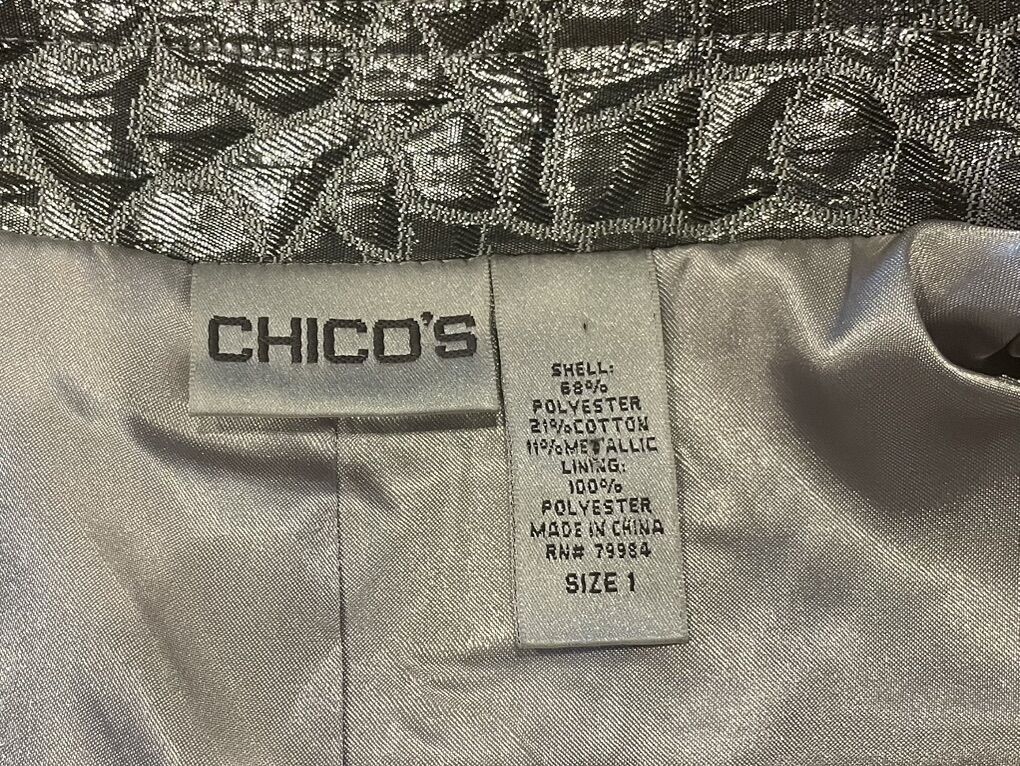 CHICO'S
SHELL:
68%
POLYESTER
21% COTTON
11% METALLIC
LINING:
100%
POLYESTER
MADE IN CHINA
RN# 79984
SIZE 1